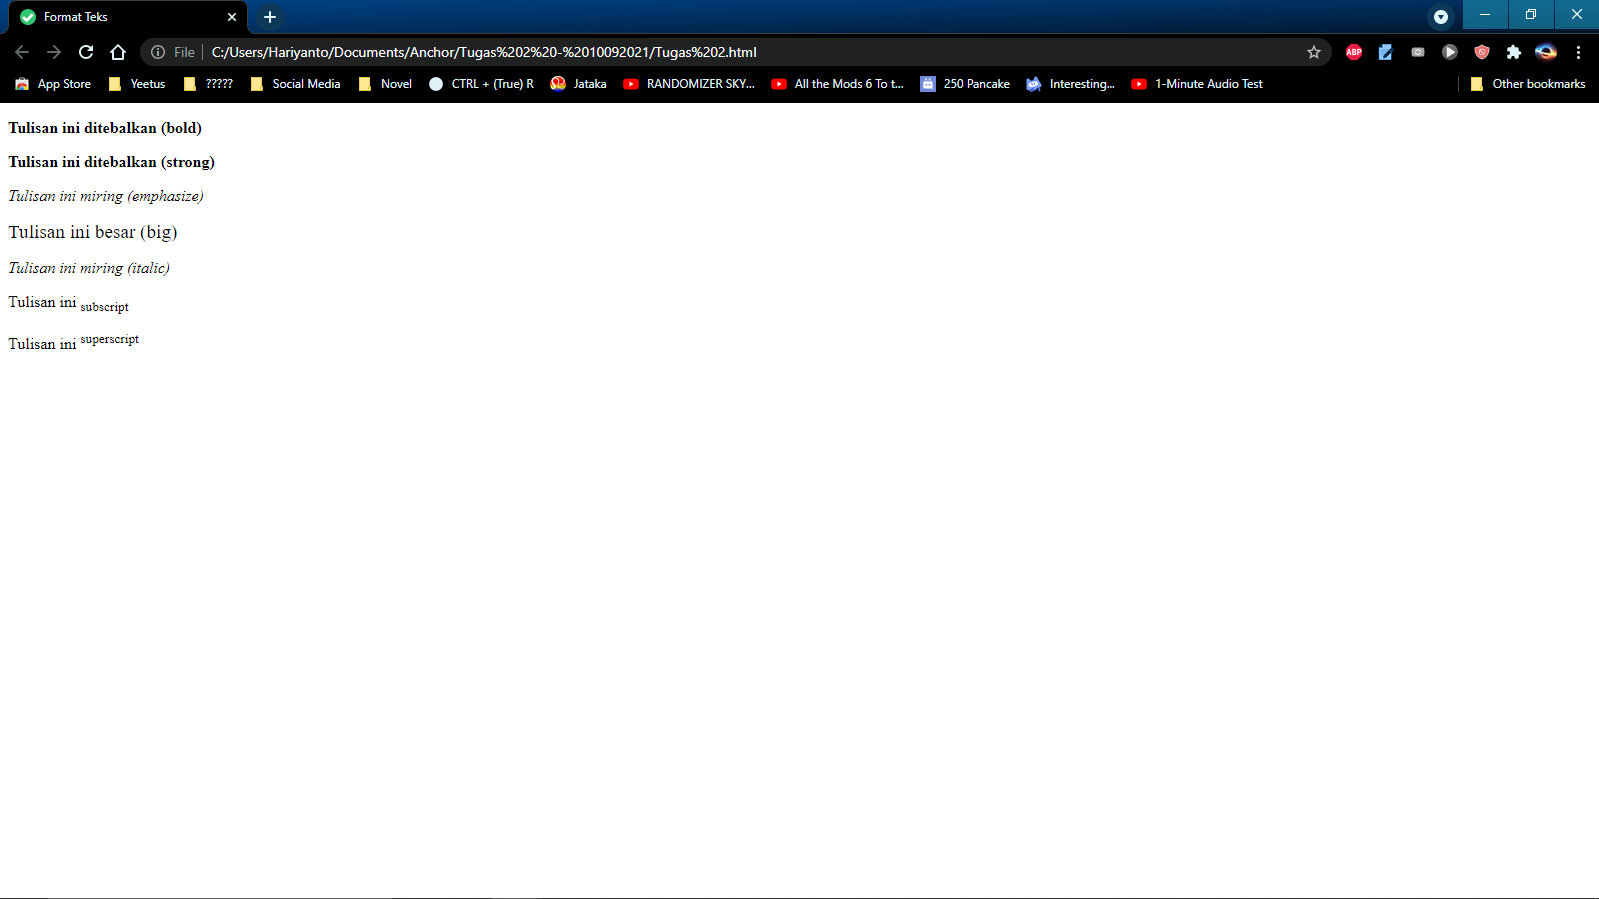 Format Teks
File C:/Users/Hariyanto/Documents/Anchor/Tugas%202%20-%2010092021/Tugas%202.html
ABP
App Store Yeetus ????? Social Media Novel CTRL + (True) R Jataka RANDOMIZER SKY... All the Mods 6 To t... 250 Pancake Interesting... 1-Minute Audio Test Other bookmarks
Tulisan ini ditebalkan (bold)
Tulisan ini ditebalkan (strong)
Tulisan ini miring (emphasize)
Tulisan ini besar (big)
Tulisan ini miring (italic)
Tulisan ini subscript
Tulisan ini superscript